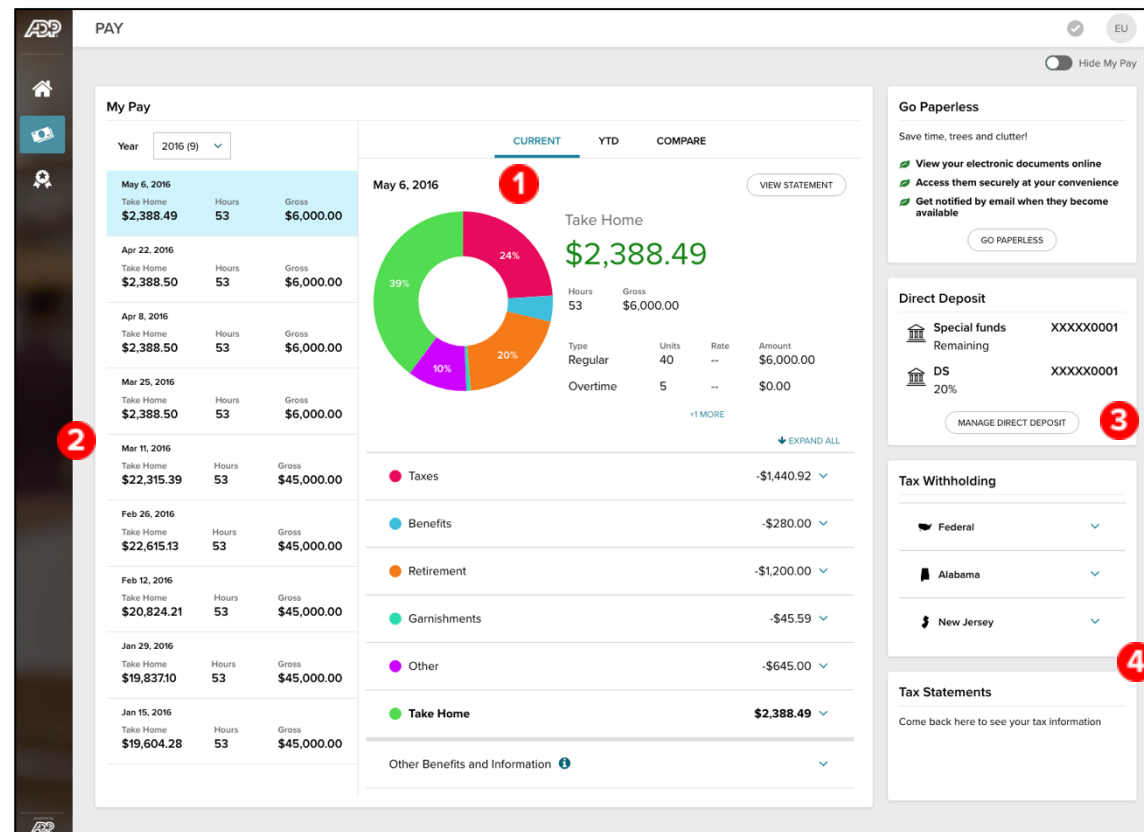 ADP
PAY
EU
Hide My Pay
My Pay
Year 2016 (9)
May 6, 2016
Take Home Hours Gross
$2,388.49 53 $6,000.00
Apr 22, 2016
Take Home Hours Gross
$2,388.50 53 $6,000.00
Apr 8, 2016
Take Home Hours Gross
$2,388.50 53 $6,000.00
Mar 25, 2016
Take Home Hours Gross
$2,388.50 53 $6,000.00
2
Mar 11, 2016
Take Home Hours Gross
$22,315.39 53 $45,000.00
Feb 26, 2016
Take Home Hours Gross
$22,615.13 53 $45,000.00
Feb 12, 2016
Take Home Hours Gross
$20,824.21 53 $45,000.00
Jan 29, 2016
Take Home Hours Gross
$19,837.10 53 $45,000.00
Jan 15, 2016
Take Home Hours Gross
$19,604.28 53 $45,000.00
CURRENT YTD COMPARE
May 6, 2016
1
VIEW STATEMENT
24%
39%
20%
10%
Take Home
$2,388.49
Hours Gross
53 $6,000.00
Type Units Rate Amount
Regular 40 -- $6,000.00
Overtime 5 -- $0.00
+1 MORE
EXPAND ALL
Taxes -$1,440.92
Benefits -$280.00
Retirement -$1,200.00
Garnishments -$45.59
Other -$645.00
Take Home $2,388.49
Other Benefits and Information
Go Paperless
Save time, trees and clutter!
View your electronic documents online
Access them securely at your convenience
Get notified by email when they become
available
GO PAPERLESS
Direct Deposit
Special funds XXXXX0001
Remaining
DS XXXXX0001
20%
MANAGE DIRECT DEPOSIT
3
Tax Withholding
Federal
Alabama
New Jersey
4
Tax Statements
Come back here to see your tax information
powered by
ADP